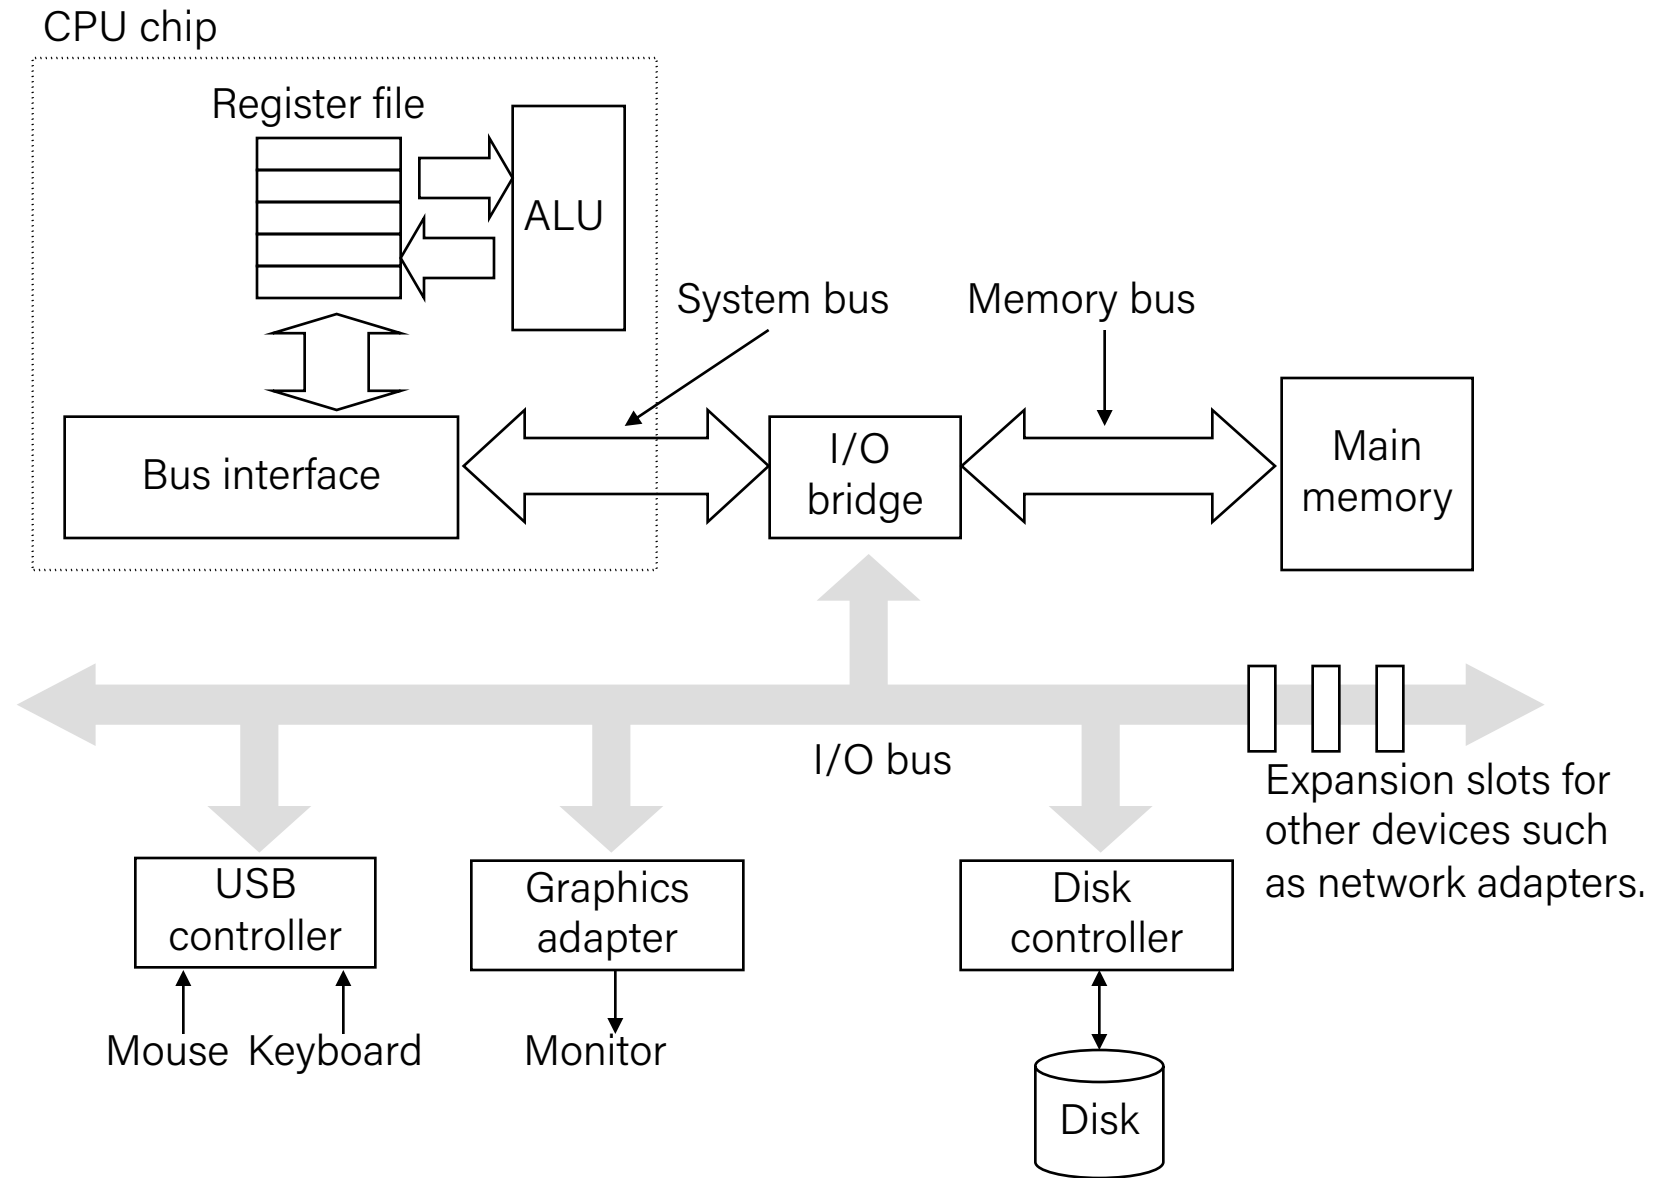 CPU chip
Register file
ALU
System bus
Memory bus
Bus interface
I/O
bridge
Main
memory
I/O bus
Expansion slots for
other devices such
as network adapters.
USB
controller
Graphics
adapter
Disk
controller
Mouse
Keyboard
Monitor
Disk